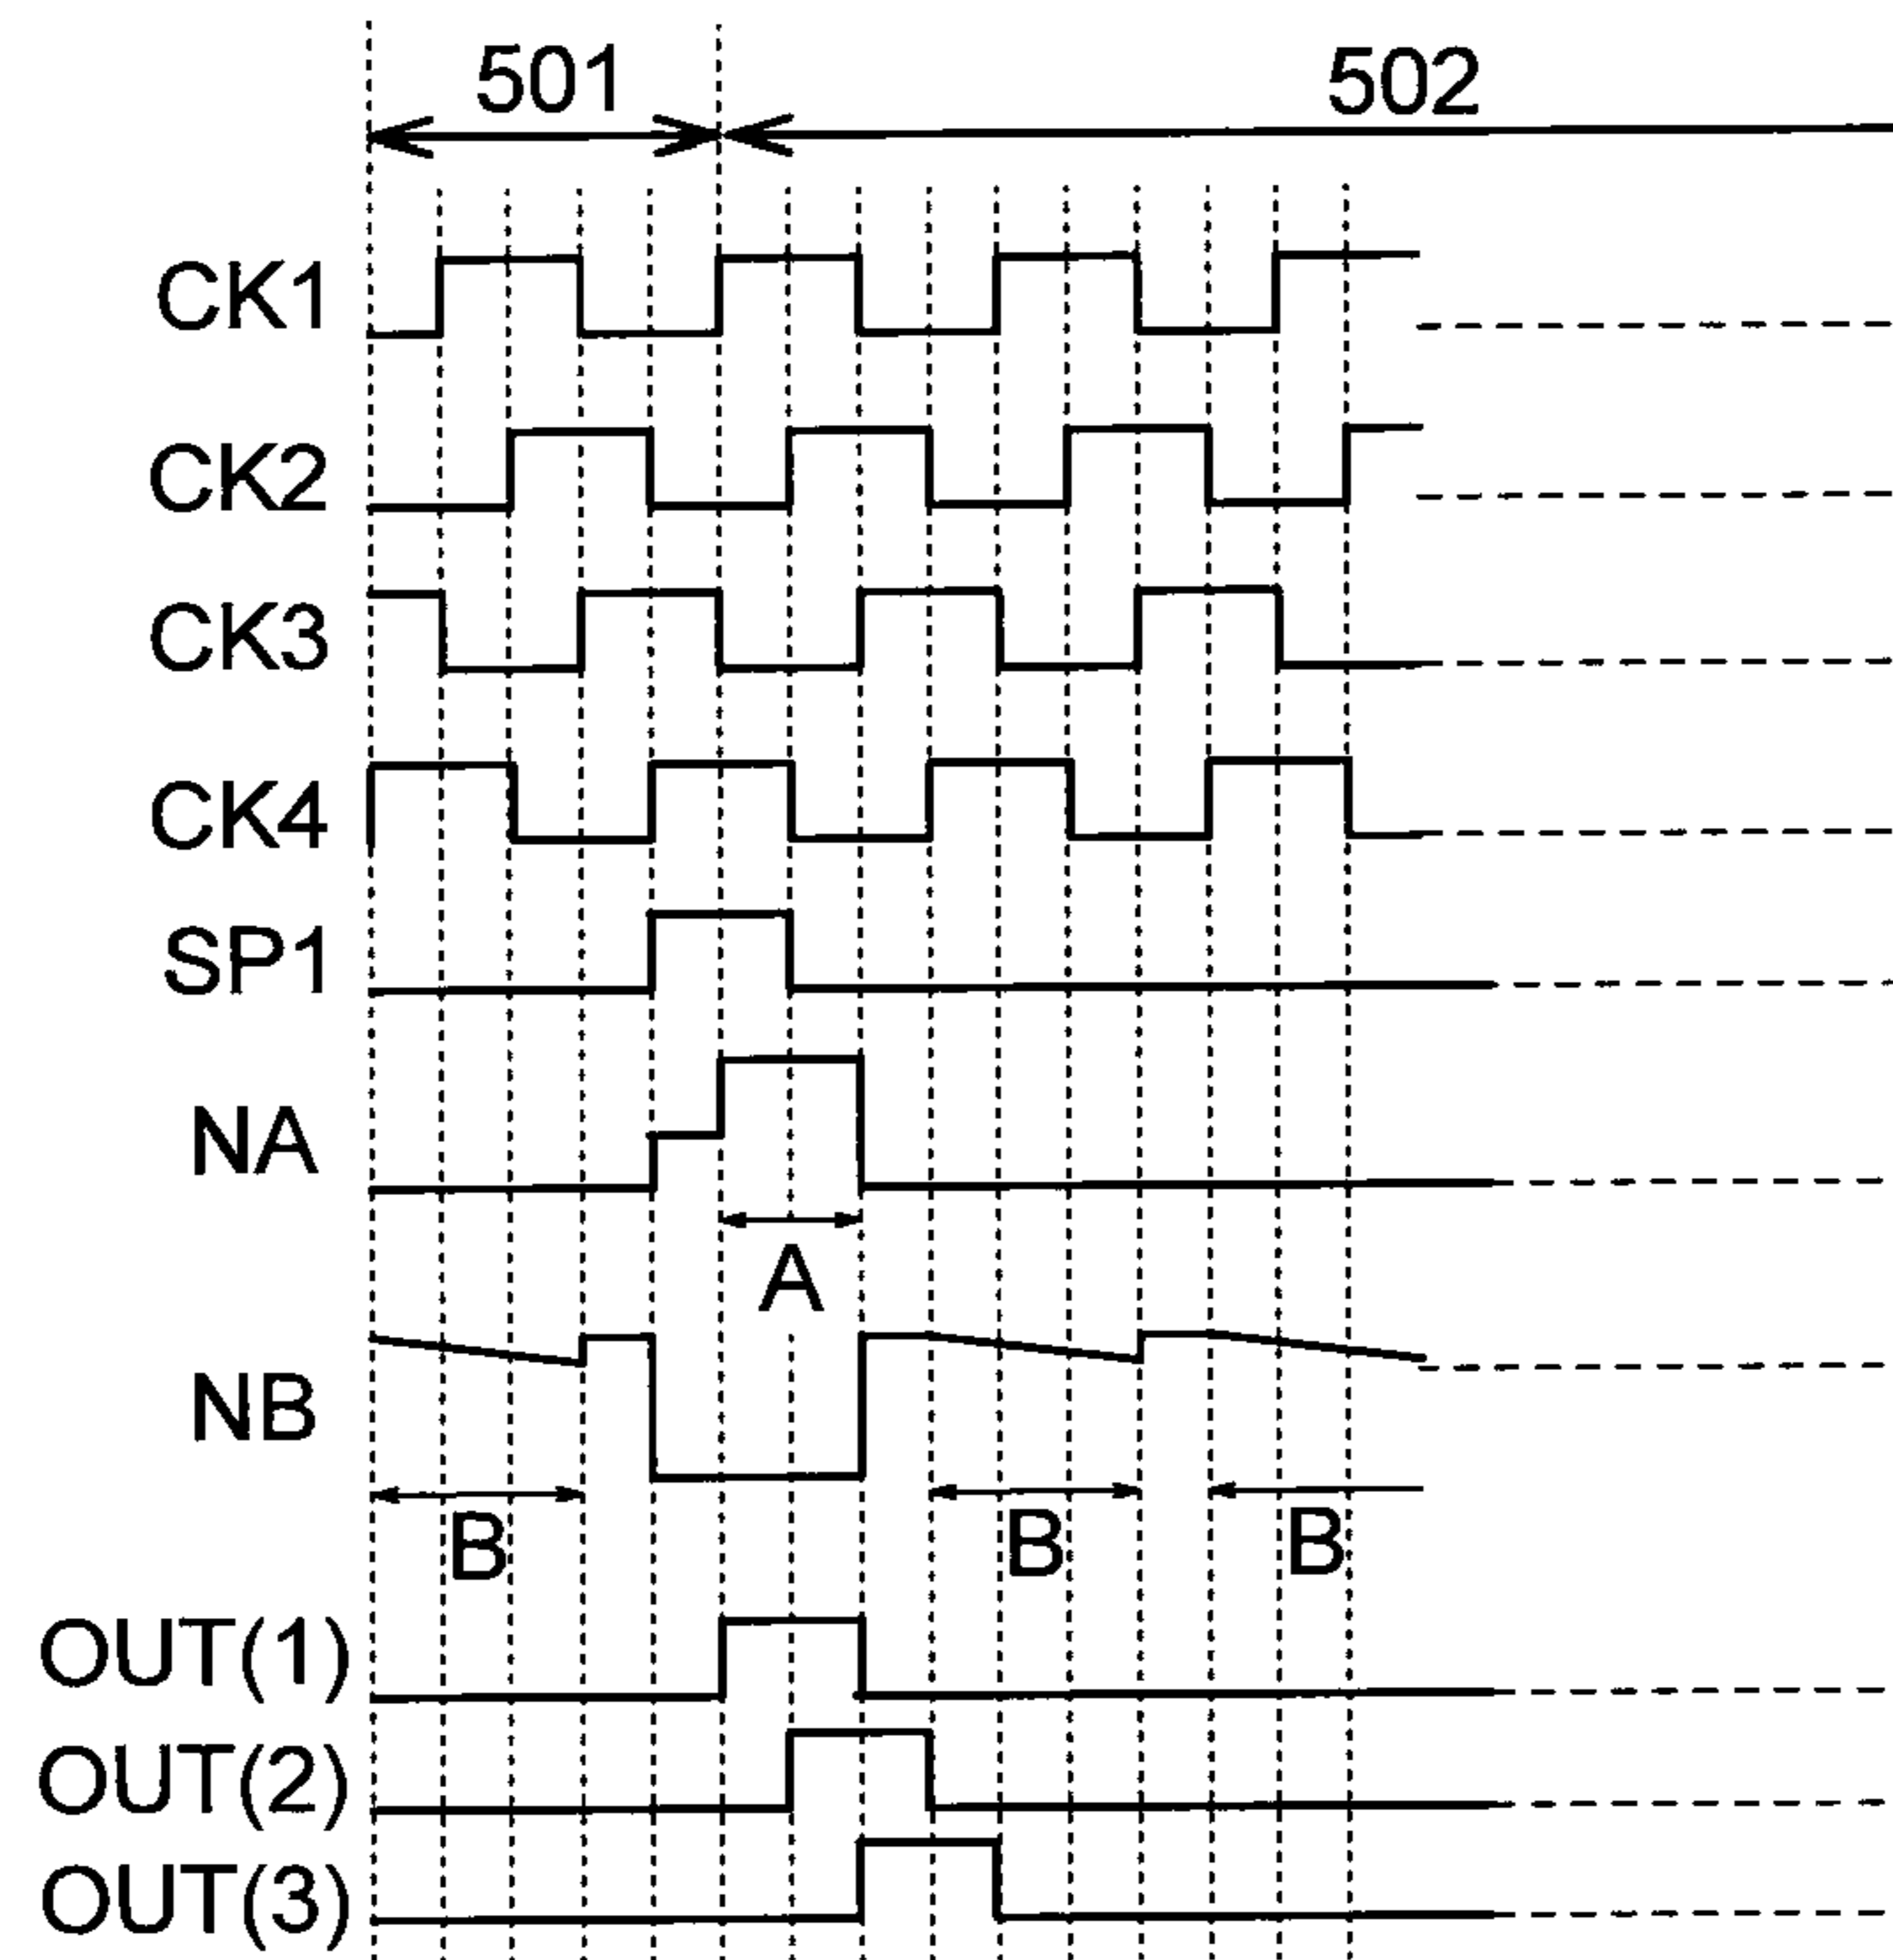 501 502
CK1
CK2
CK3
CK4
SP1
NA
A
NB
B B B
OUT(1)
OUT(2)
OUT(3)